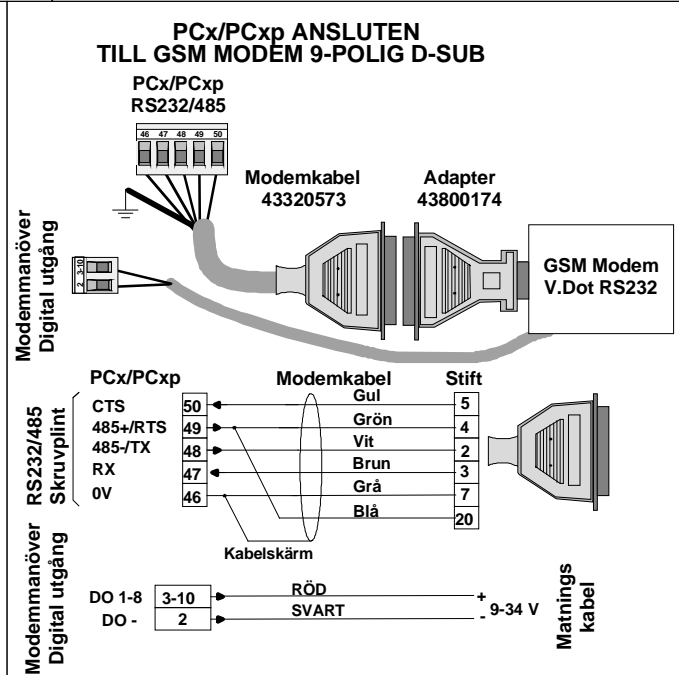 PCx/PCxp ANSLUTEN
TILL GSM MODEM 9-POLIG D-SUB
PCx/PCxp
RS232/485
46 47 48 49 50
Modemkabel
43320573
Adapter
43800174
GSM Modem
V.Dot RS232
Modemmanöver
Digital utgång
2 3-10
PCx/PCxp
Modemkabel
Stift
RS232/485
Skruvplint
CTS 50 Gul 5
485+/RTS 49 Grön 4
485-/TX 48 Vit 2
RX 47 Brun 3
0V 46 Grå 7
Blå 20
Kabelskärm
Modemmanöver
Digital utgång
DO 1-8 3-10 RÖD +
DO - 2 SVART -
9-34 V
Matnings
kabel